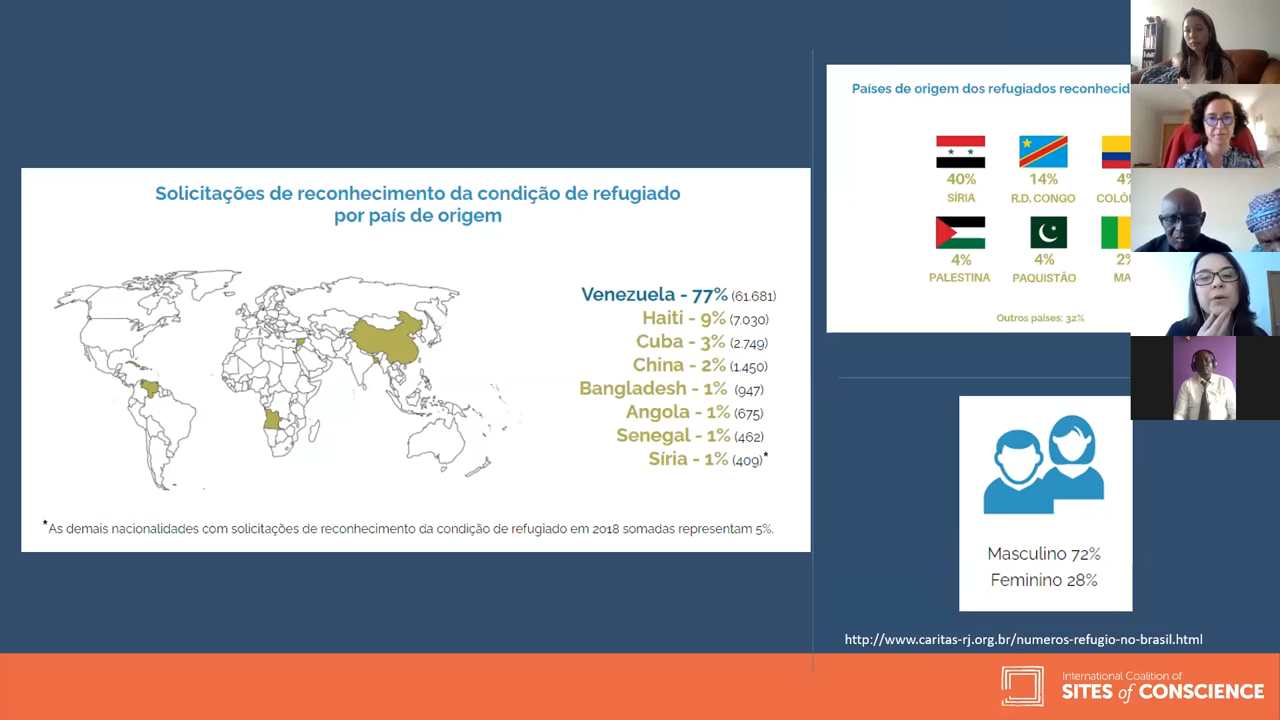 Solicitações de reconhecimento da condição de refugiado
por país de origem
Venezuela - 77% (61.681)
Haiti - 9% (7.030)
Cuba - 3% (2.749)
China - 2% (1.450)
Bangladesh - 1% (947)
Angola - 1% (675)
Senegal - 1% (462)
Síria - 1% (409)*
*As demais nacionalidades com solicitações de reconhecimento da condição de refugiado em 2018 somadas representam 5%.
Países de origem dos refugiados reconhecid
40% 14% 4%
SÍRIA R.D. CONGO COLÔ
4% 4% 2%
PALESTINA PAQUISTÃO MA
Outros países: 32%
Masculino 72%
Feminino 28%
http://www.caritas-rj.org.br/numeros-refugio-no-brasil.html
International Coalition of
SITES of CONSCIENCE